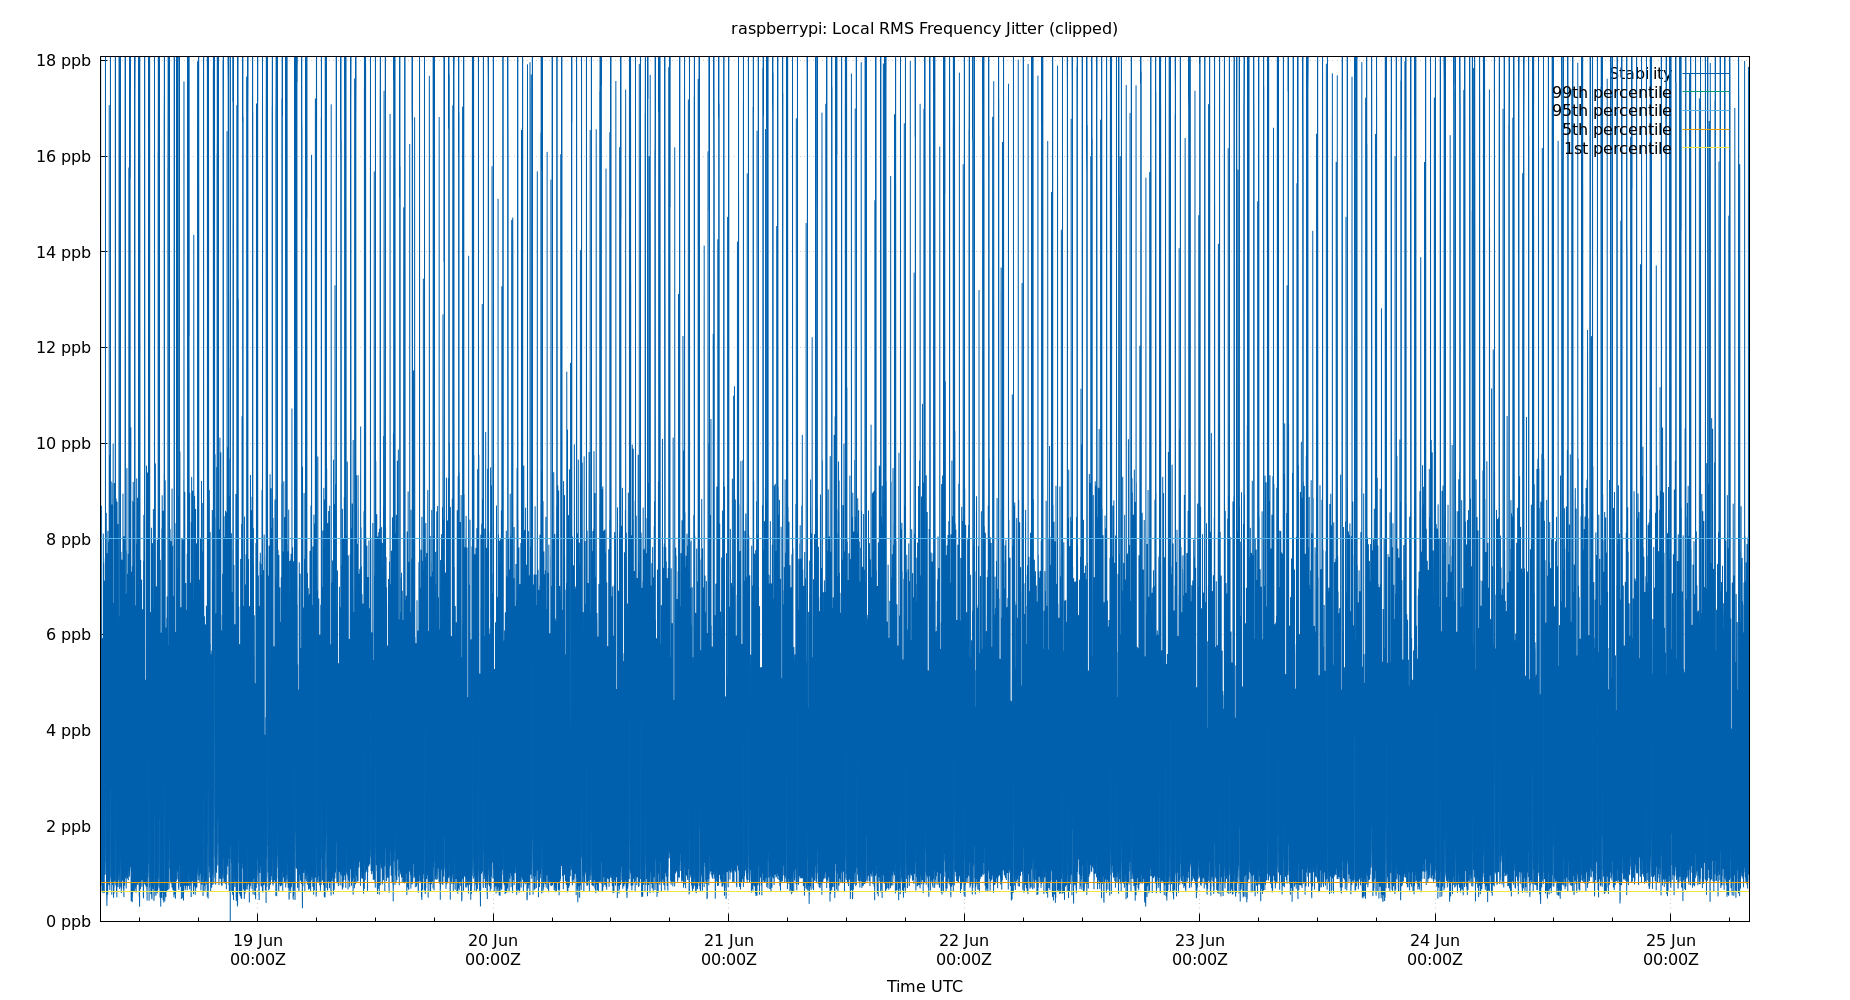 raspberrypi: Local RMS Frequency Jitter (clipped)
18 ppb
16 ppb
14 ppb
12 ppb
10 ppb
8 ppb
6 ppb
4 ppb
2 ppb
0 ppb
Stability
99th percentile
95th percentile
5th percentile
1st percentile
19 Jun
00:00Z
20 Jun
00:00Z
21 Jun
00:00Z
22 Jun
00:00Z
23 Jun
00:00Z
24 Jun
00:00Z
25 Jun
00:00Z
Time UTC